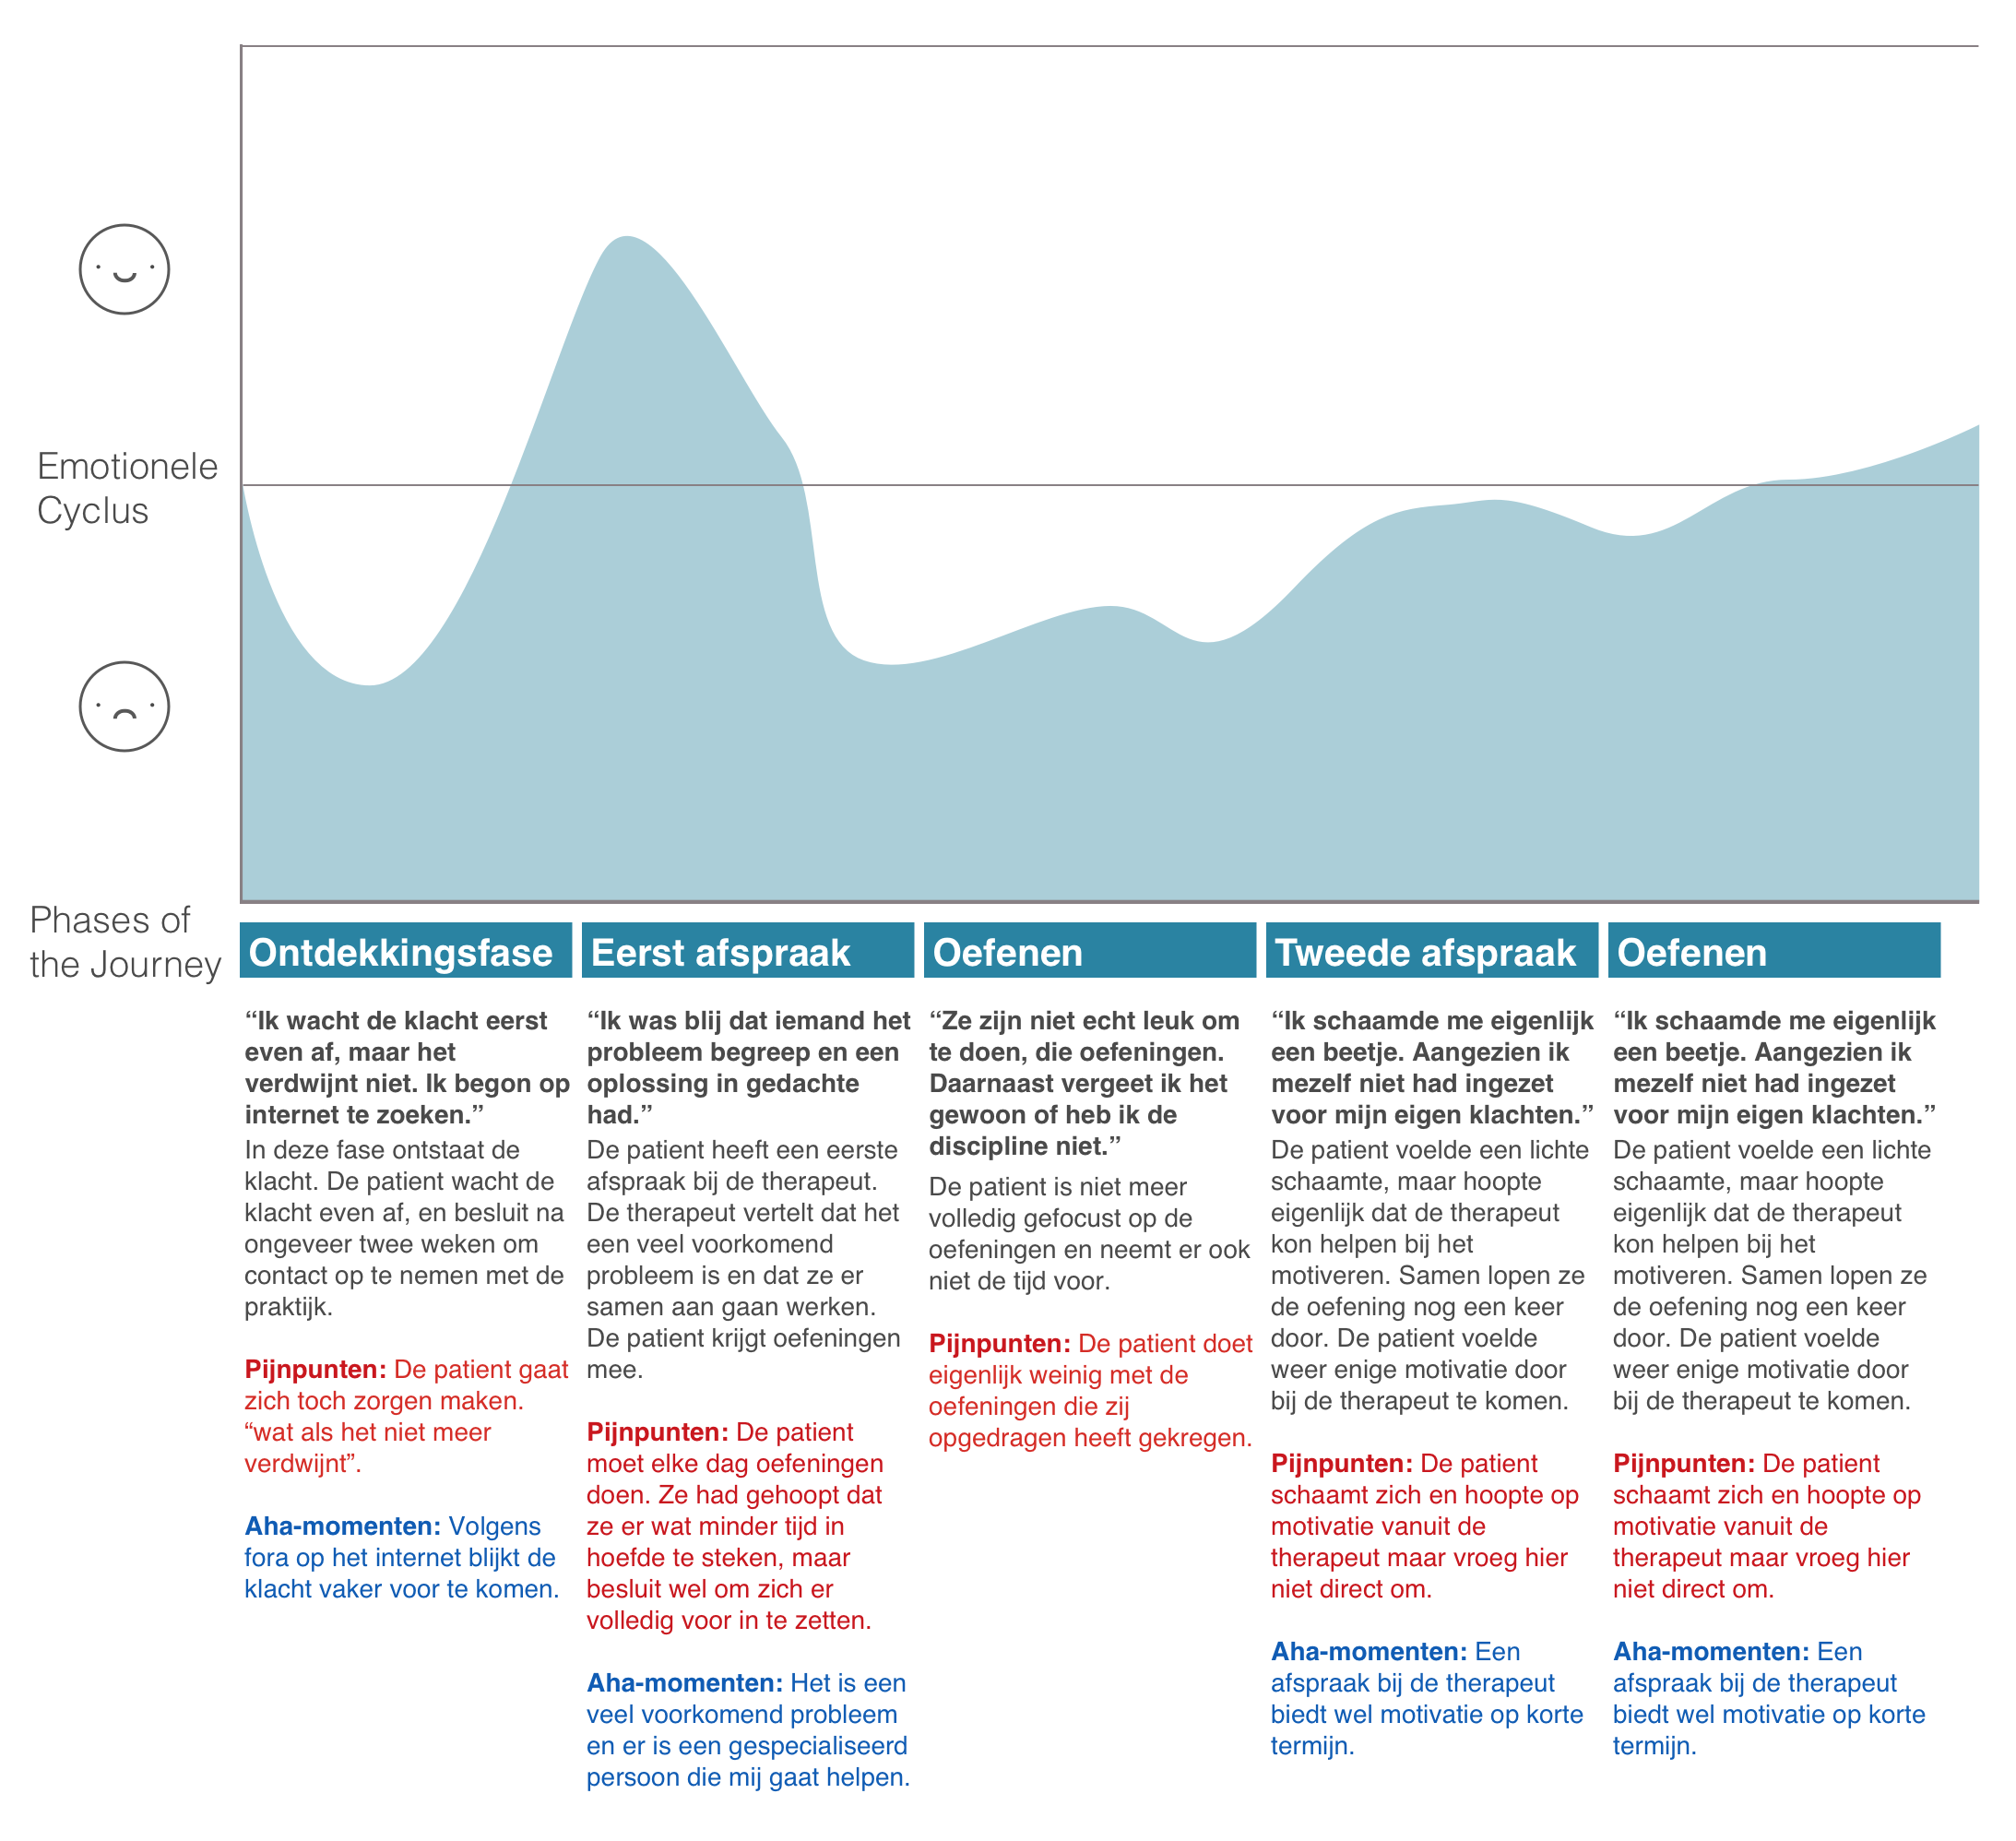 Emotionele
Cyclus
Phases of
the Journey
Ontdekkingsfase
“Ik wacht de klacht eerst
even af, maar het
verdwijnt niet. Ik begon op
internet te zoeken.”
In deze fase ontstaat de
klacht. De patient wacht de
klacht even af, en besluit na
ongeveer twee weken om
contact op te nemen met de
praktijk.
Pijnpunten: De patient gaat
zich toch zorgen maken.
“wat als het niet meer
verdwijnt”.
Aha-momenten: Volgens
fora op het internet blijkt de
klacht vaker voor te komen.
Eerst afspraak
“Ik was blij dat iemand het
probleem begreep en een
oplossing in gedachte
had.”
De patient heeft een eerste
afspraak bij de therapeut.
De therapeut vertelt dat het
een veel voorkomend
probleem is en dat ze er
samen aan gaan werken.
De patient krijgt oefeningen
mee.
Pijnpunten: De patient
moet elke dag oefeningen
doen. Ze had gehoopt dat
ze er wat minder tijd in
hoefde te steken, maar
besluit wel om zich er
volledig voor in te zetten.
Aha-momenten: Het is een
veel voorkomend probleem
en er is een gespecialiseerd
persoon die mij gaat helpen.
Oefenen
“Ze zijn niet echt leuk om
te doen, die oefeningen.
Daarnaast vergeet ik het
gewoon of heb ik de
discipline niet.”
De patient is niet meer
volledig gefocust op de
oefeningen en neemt er ook
niet de tijd voor.
Pijnpunten: De patient doet
eigenlijk weinig met de
oefeningen die zij
opgedragen heeft gekregen.
Tweede afspraak
“Ik schaamde me eigenlijk
een beetje. Aangezien ik
mezelf niet had ingezet
voor mijn eigen klachten.”
De patient voelde een lichte
schaamte, maar hoopte
eigenlijk dat de therapeut
kon helpen bij het
motiveren. Samen lopen ze
de oefening nog een keer
door. De patient voelde
weer enige motivatie door
bij de therapeut te komen.
Pijnpunten: De patient
schaamt zich en hoopte op
motivatie vanuit de
therapeut maar vroeg hier
niet direct om.
Aha-momenten: Een
afspraak bij de therapeut
biedt wel motivatie op korte
termijn.
Oefenen
“Ik schaamde me eigenlijk
een beetje. Aangezien ik
mezelf niet had ingezet
voor mijn eigen klachten.”
De patient voelde een lichte
schaamte, maar hoopte
eigenlijk dat de therapeut
kon helpen bij het
motiveren. Samen lopen ze
de oefening nog een keer
door. De patient voelde
weer enige motivatie door
bij de therapeut te komen.
Pijnpunten: De patient
schaamt zich en hoopte op
motivatie vanuit de
therapeut maar vroeg hier
niet direct om.
Aha-momenten: Een
afspraak bij de therapeut
biedt wel motivatie op korte
termijn.